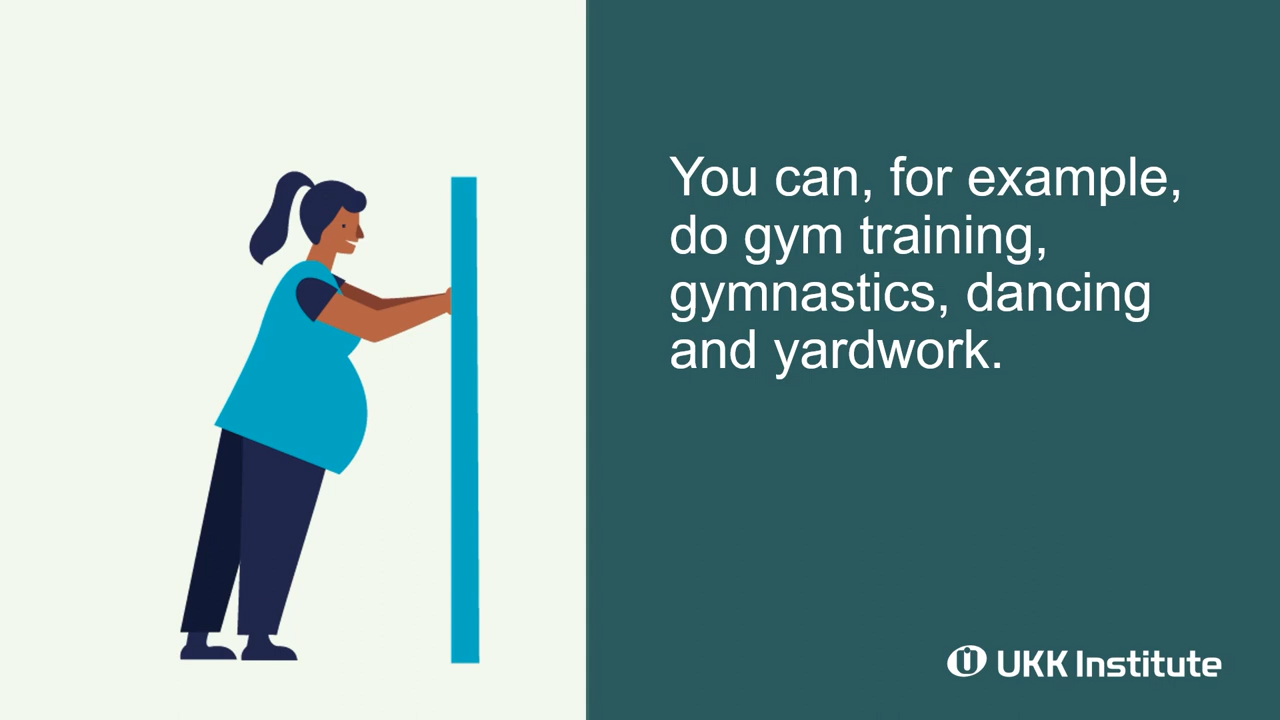 You can, for example,
do gym training,
gymnastics, dancing
and yardwork.
UKK Institute